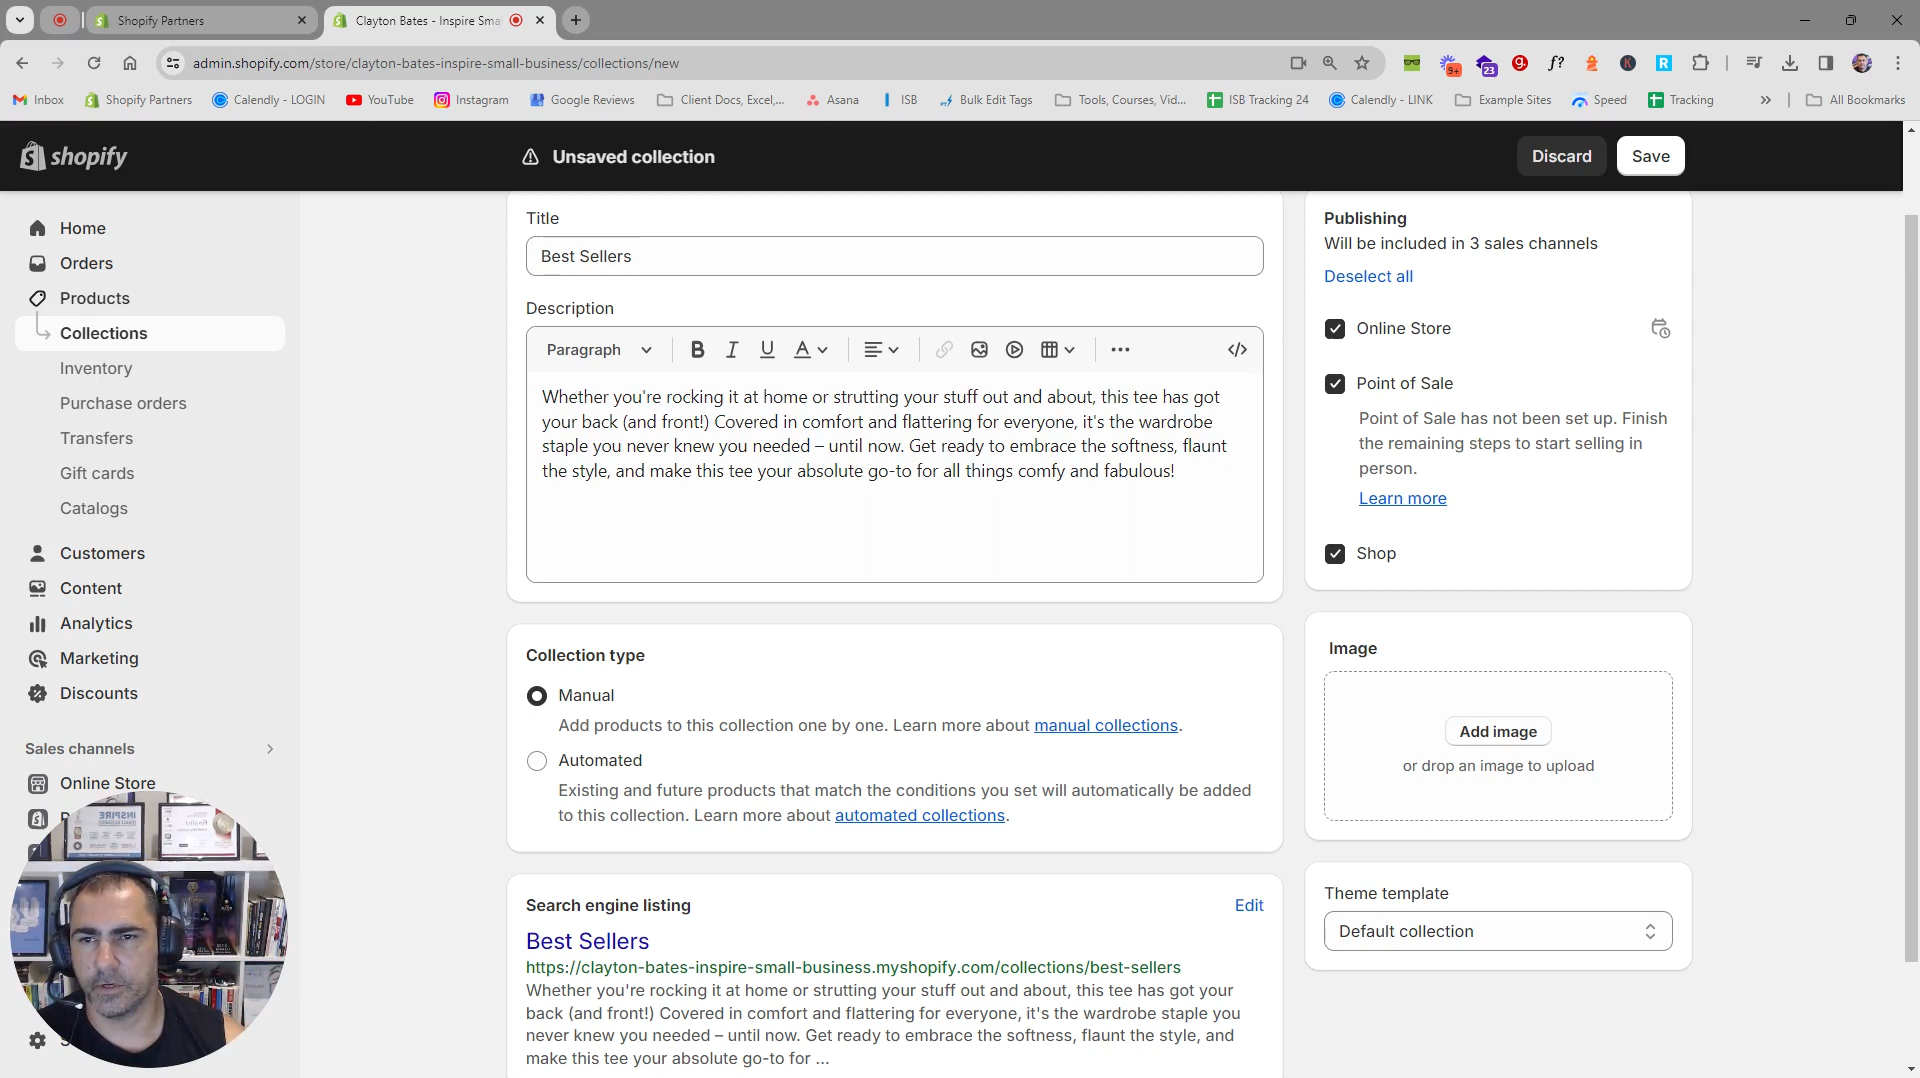 Shopify Partners
Clayton Bates - Inspire Sma
admin.shopify.com/store/clayton-bates-inspire-small-business/collections/new
9+
23
g
f?
K
R
Inbox
Shopify Partners
Calendly - LOGIN
YouTube
Instagram
Google Reviews
Client Docs, Excel,...
Asana
ISB
Bulk Edit Tags
Tools, Courses, Vid...
ISB Tracking 24
Calendly - LINK
Example Sites
Speed
Tracking
All Bookmarks
shopify
Unsaved collection
Discard
Save
Home
Orders
Products
Collections
Inventory
Purchase orders
Transfers
Gift cards
Catalogs
Customers
Content
Analytics
Marketing
Discounts
Sales channels
Online Store
Title
Best Sellers
Description
Paragraph
Whether you're rocking it at home or strutting your stuff out and about, this tee has got
your back (and front!) Covered in comfort and flattering for everyone, it's the wardrobe
staple you never knew you needed – until now. Get ready to embrace the softness, flaunt
the style, and make this tee your absolute go-to for all things comfy and fabulous!
Collection type
Manual
Add products to this collection one by one. Learn more about manual collections.
Automated
Existing and future products that match the conditions you set will automatically be added
to this collection. Learn more about automated collections.
Search engine listing
Edit
Best Sellers
https://clayton-bates-inspire-small-business.myshopify.com/collections/best-sellers
Whether you're rocking it at home or strutting your stuff out and about, this tee has got your
back (and front!) Covered in comfort and flattering for everyone, it's the wardrobe staple you
never knew you needed – until now. Get ready to embrace the softness, flaunt the style, and
make this tee your absolute go-to for ...
Publishing
Will be included in 3 sales channels
Deselect all
Online Store
Point of Sale
Point of Sale has not been set up. Finish
the remaining steps to start selling in
person.
Learn more
Shop
Image
Add image
or drop an image to upload
Theme template
Default collection